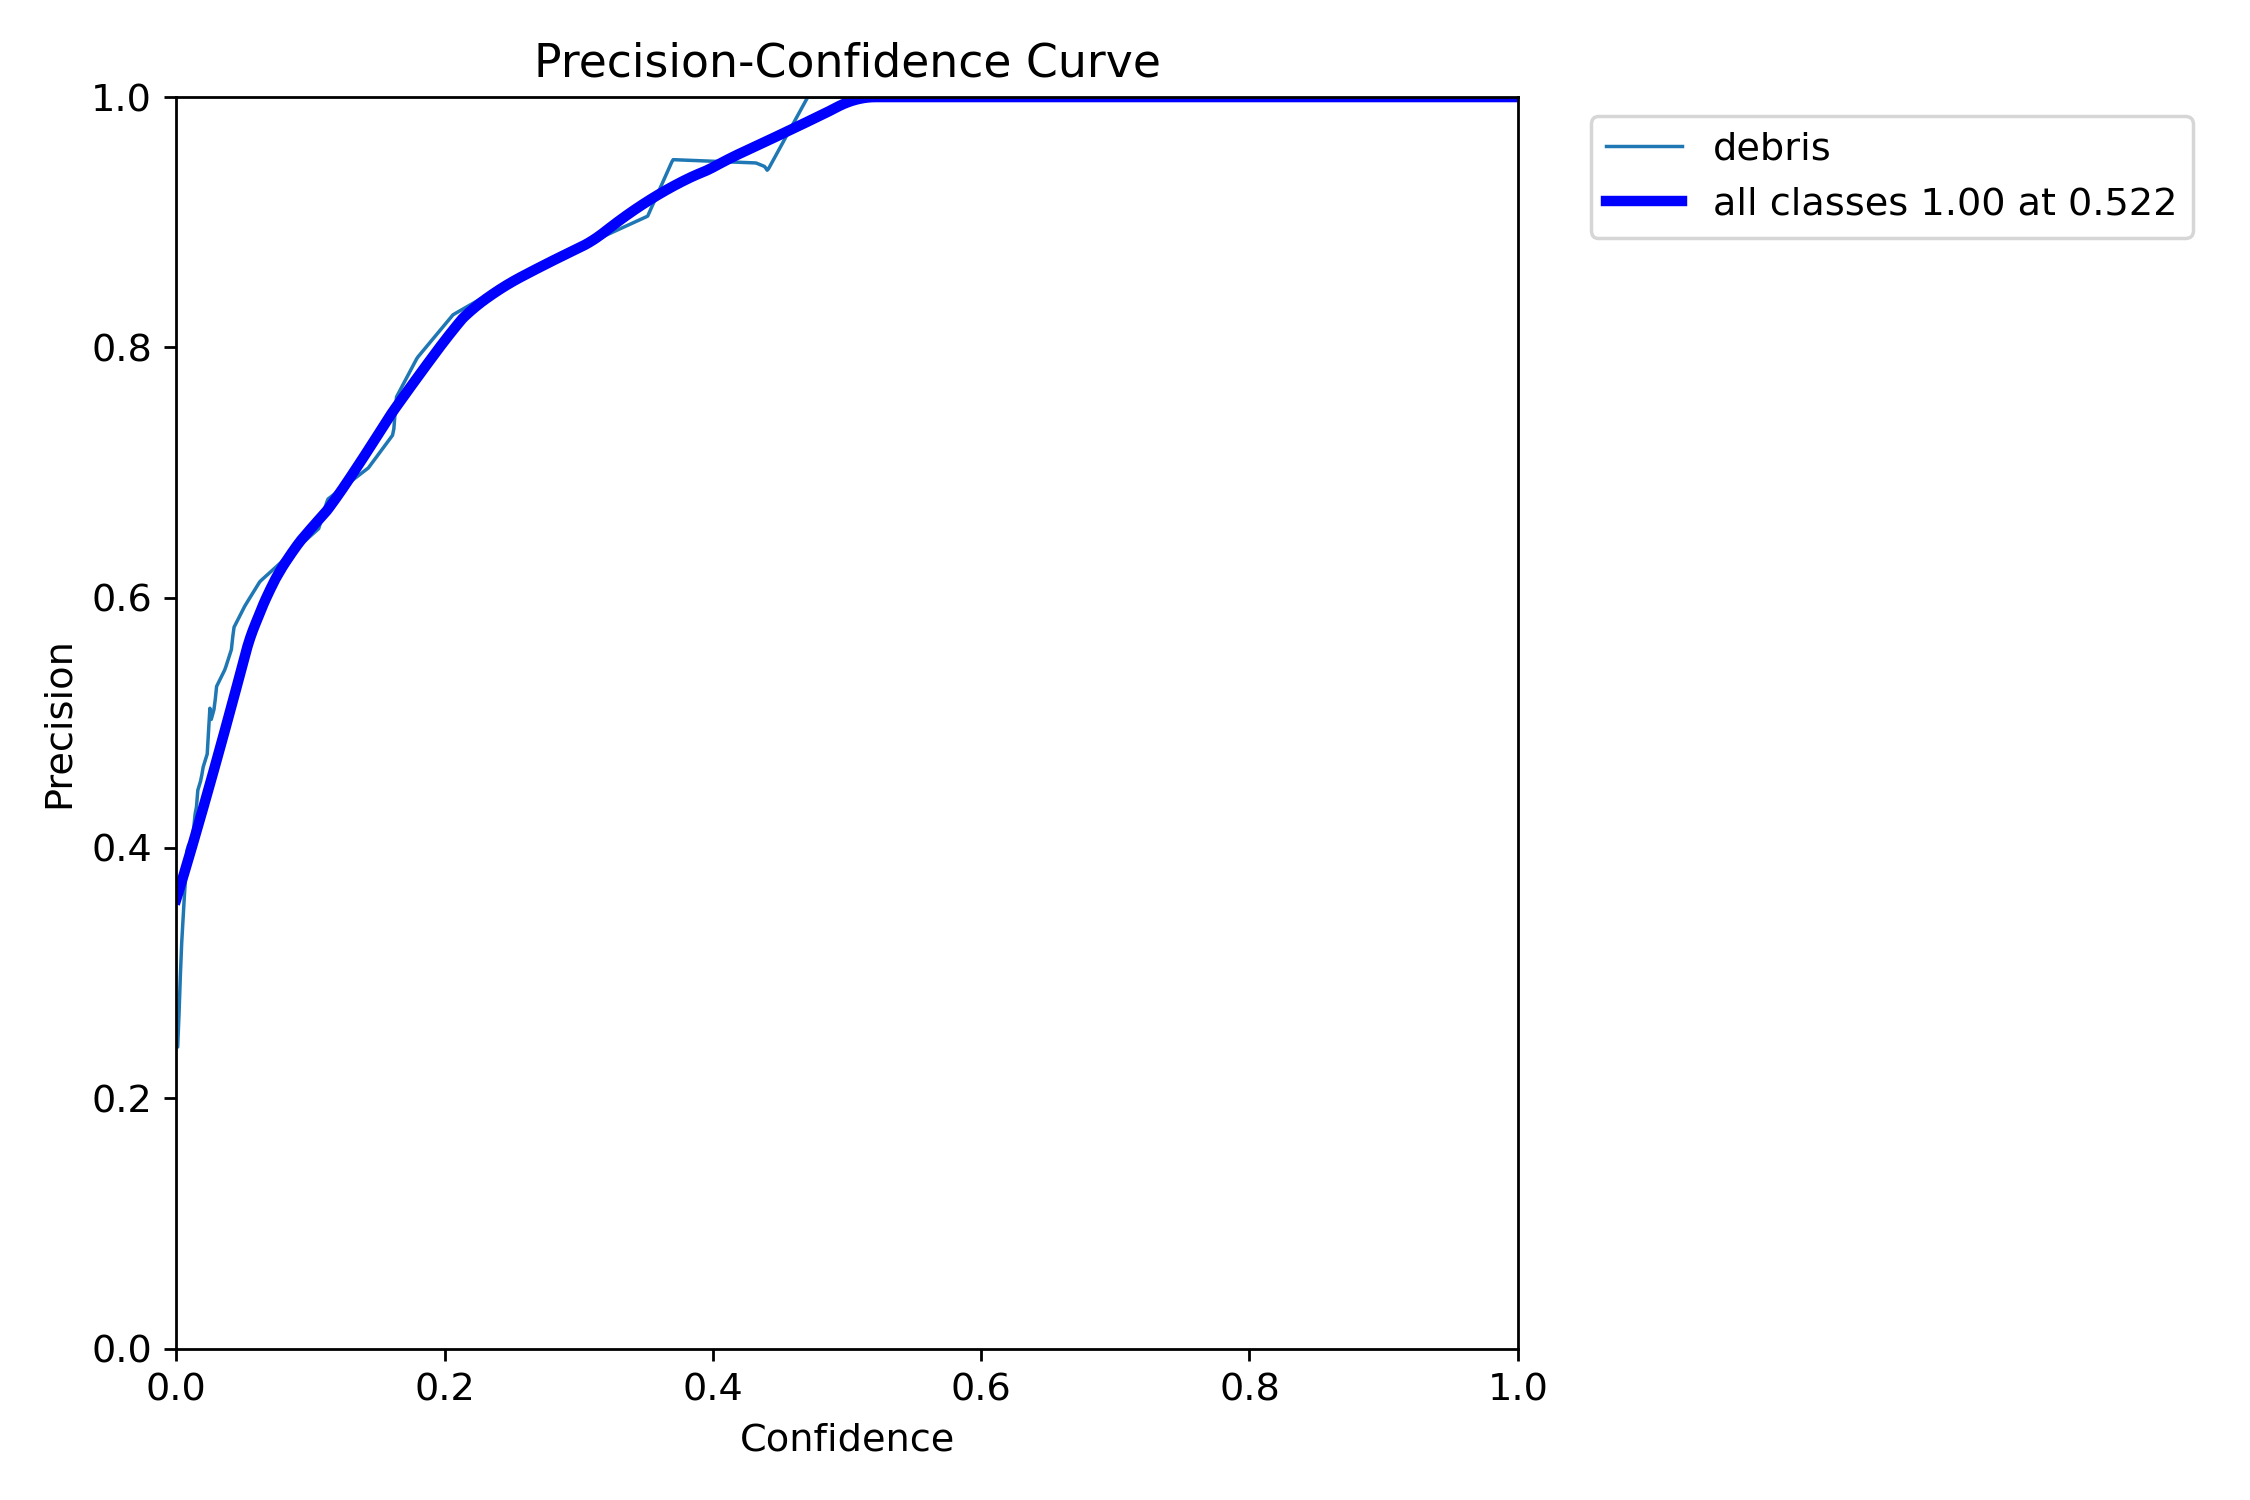 Precision-Confidence Curve
1.0
0.8
0.6
0.4
0.2
0.0
Precision
0.0 0.2 0.4 0.6 0.8 1.0
Confidence
debris
all classes 1.00 at 0.522